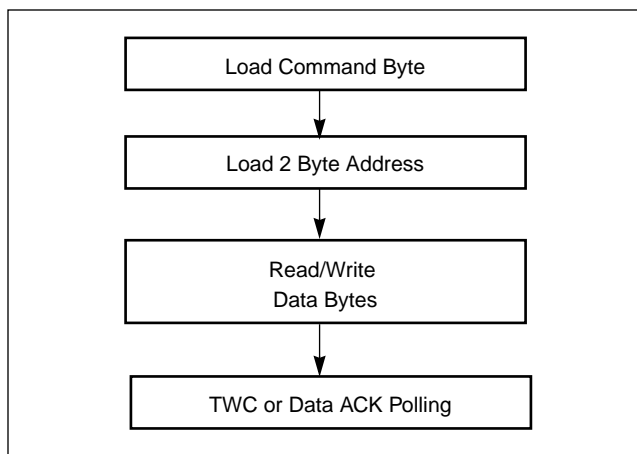 Load Command Byte
Load 2 Byte Address
Read/Write
Data Bytes
TWC or Data ACK Polling